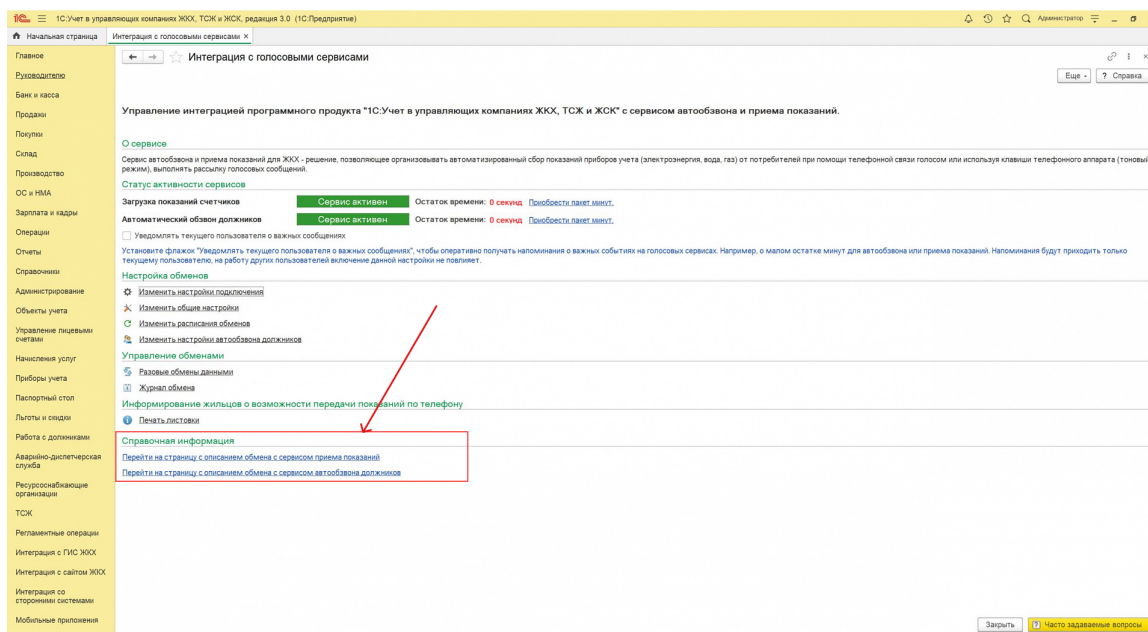 1С:Учет в управляющих компаниях ЖКХ, ТСЖ и ЖСК, редакция 3.0 (1С:Предприятие)
Администратор
Начальная страница
Интеграция с голосовыми сервисами ×
Главное
Руководителю
Банк и касса
Продажи
Покупки
Склад
Производство
ОС и НМА
Зарплата и кадры
Операции
Отчеты
Справочники
Администрирование
Объекты учета
Управление лицевыми
счетами
Начисления услуг
Приборы учета
Паспортный стол
Льготы и скидки
Работа с должниками
Аварийно-диспетчерская
служба
Ресурсоснабжающие
организации
ТСЖ
Регламентные операции
Интеграция с ГИС ЖКХ
Интеграция с сайтом ЖКХ
Интеграция со
сторонними системами
Мобильные приложения
Интеграция с голосовыми сервисами
Еще
? Справка
Управление интеграцией программного продукта "1С:Учет в управляющих компаниях ЖКХ, ТСЖ и ЖСК" с сервисом автообзвона и приема показаний.
О сервисе
Сервис автообзвона и приема показаний для ЖКХ - решение, позволяющее организовывать автоматизированный сбор показаний приборов учета (электроэнергия, вода, газ) от потребителей при помощи телефонной связи голосом или используя клавиши телефонного аппарата (тоновый
режим), выполнять рассылку голосовых сообщений.
Статус активности сервисов
Загрузка показаний счетчиков Сервис активен Остаток времени: 0 секунд Приобрести пакет минут.
Автоматический обзвон должников Сервис активен Остаток времени: 0 секунд Приобрести пакет минут.
Уведомлять текущего пользователя о важных сообщениях
Установите флажок "Уведомлять текущего пользователя о важных сообщениях", чтобы оперативно получать напоминания о важных событиях на голосовых сервисах. Например, о малом остатке минут для автообзвона или приема показаний. Напоминания будут приходить только
текущему пользователю, на работу других пользователей включение данной настройки не повлияет.
Настройка обменов
Изменить настройки подключения
Изменить общие настройки
Изменить расписания обменов
Изменить настройки автообзвона должников
Управление обменами
Разовые обмены данными
Журнал обмена
Информирование жильцов о возможности передачи показаний по телефону
Печать листовки
Справочная информация
Перейти на страницу с описанием обмена с сервисом приема показаний
Перейти на страницу с описанием обмена с сервисом автообзвона должников
Закрыть
? Часто задаваемые вопросы